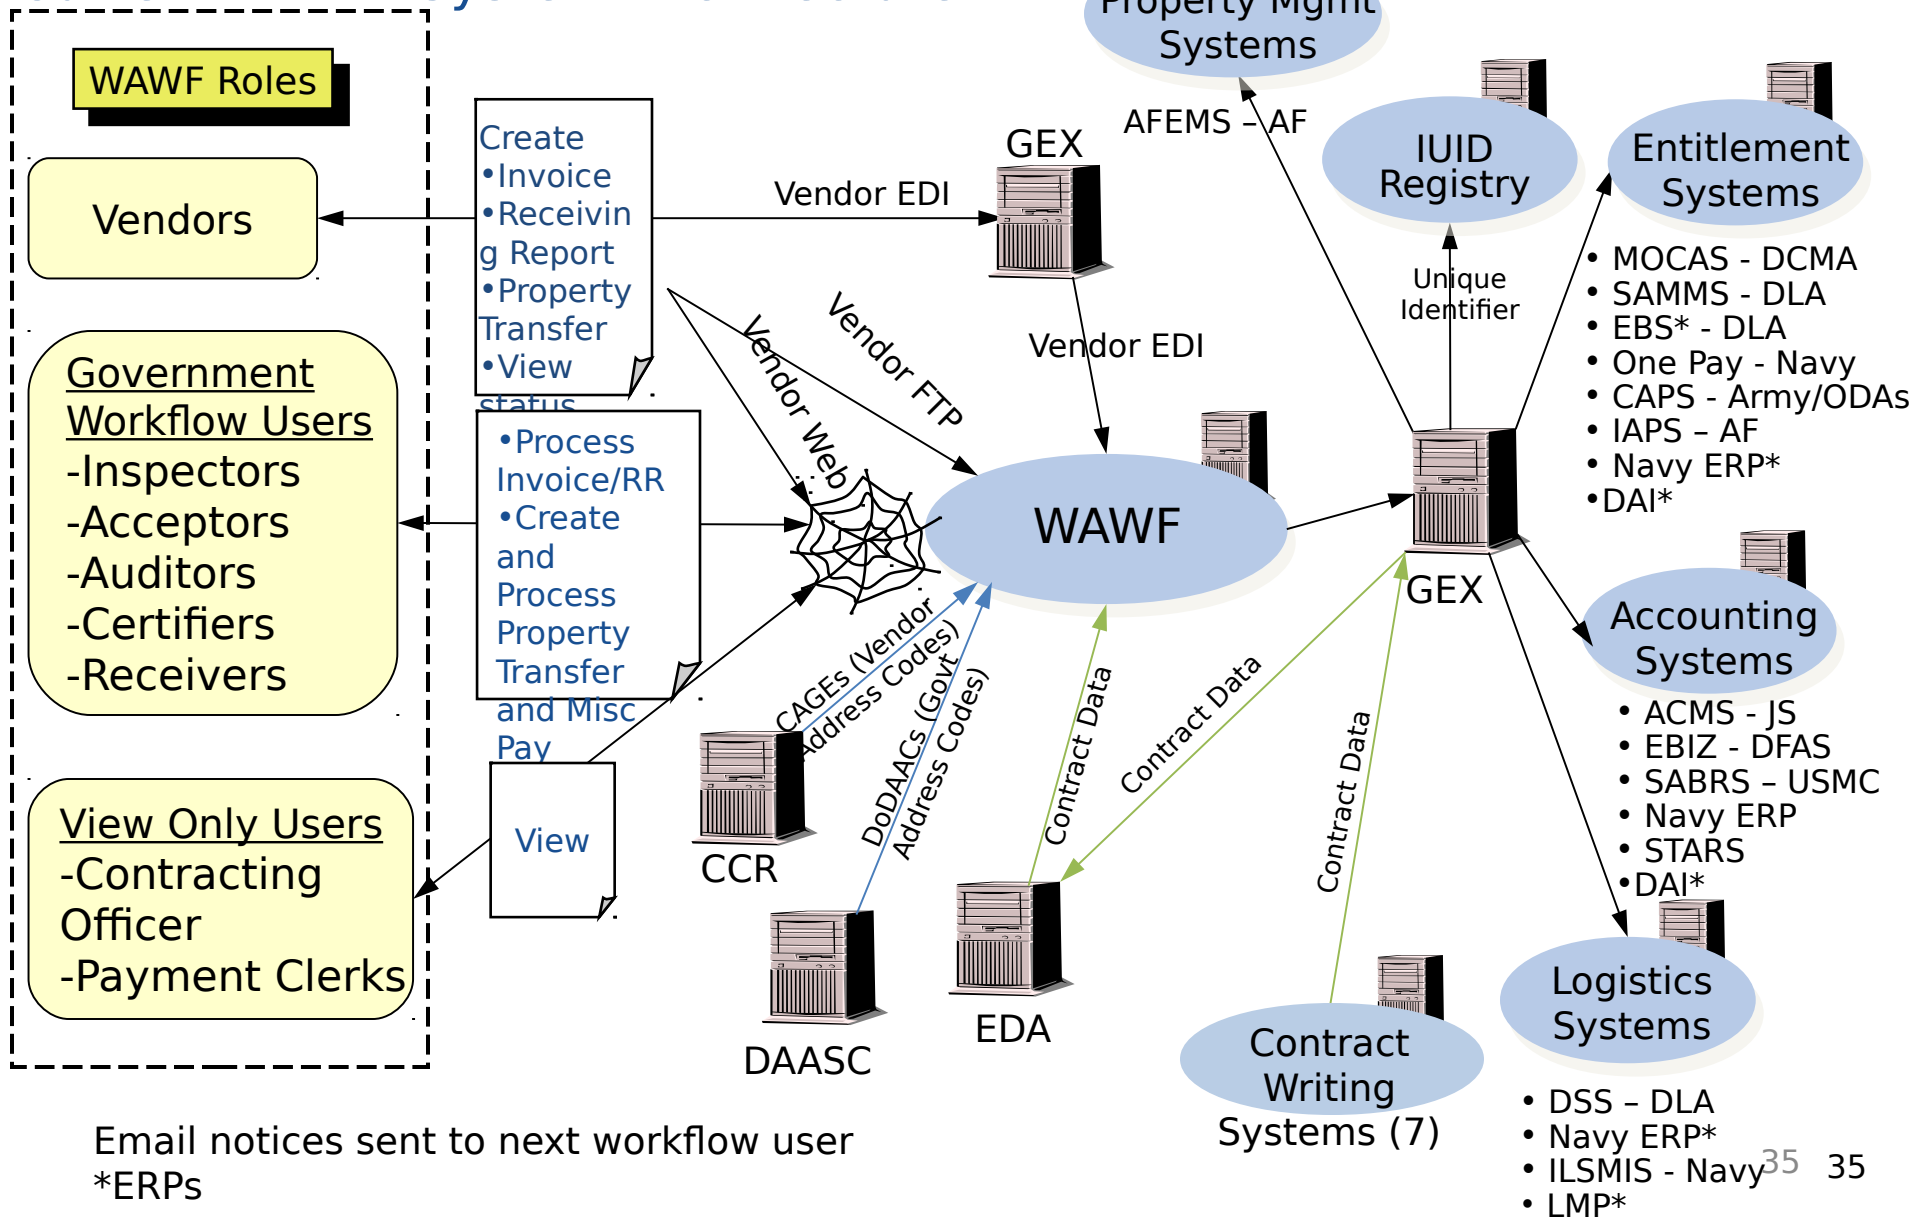 Property Mgmt
Systems
WAWF Roles
Vendors
Government
Workflow Users
-Inspectors
-Acceptors
-Auditors
-Certifiers
-Receivers
View Only Users
-Contracting
Officer
-Payment Clerks
Create
•Invoice
•Receivin
g Report
•Property
Transfer
•View
status
•Process
Invoice/RR
•Create
and
Process
Property
Transfer
and Misc
Pay
View
Vendor EDI
GEX
Vendor EDI
Vendor FTP
Vendor Web
WAWF
AFEMS – AF
IUID
Registry
Unique
Identifier
Entitlement
Systems
• MOCAS - DCMA
• SAMMS - DLA
• EBS* - DLA
• One Pay - Navy
• CAPS - Army/ODAs
• IAPS – AF
• Navy ERP*
•DAI*
GEX
Accounting
Systems
• ACMS - JS
• EBIZ - DFAS
• SABRS – USMC
• Navy ERP
• STARS
•DAI*
Logistics
Systems
• DSS – DLA
• Navy ERP*
• ILSMIS - Navy
• LMP*
CAGEs (Vendor
Address Codes)
DoDAACs (Govt
Address Codes)
Contract Data
Contract Data
Contract Data
CCR
DAASC
EDA
Contract
Writing
Systems (7)
Email notices sent to next workflow user
*ERPs
35
35